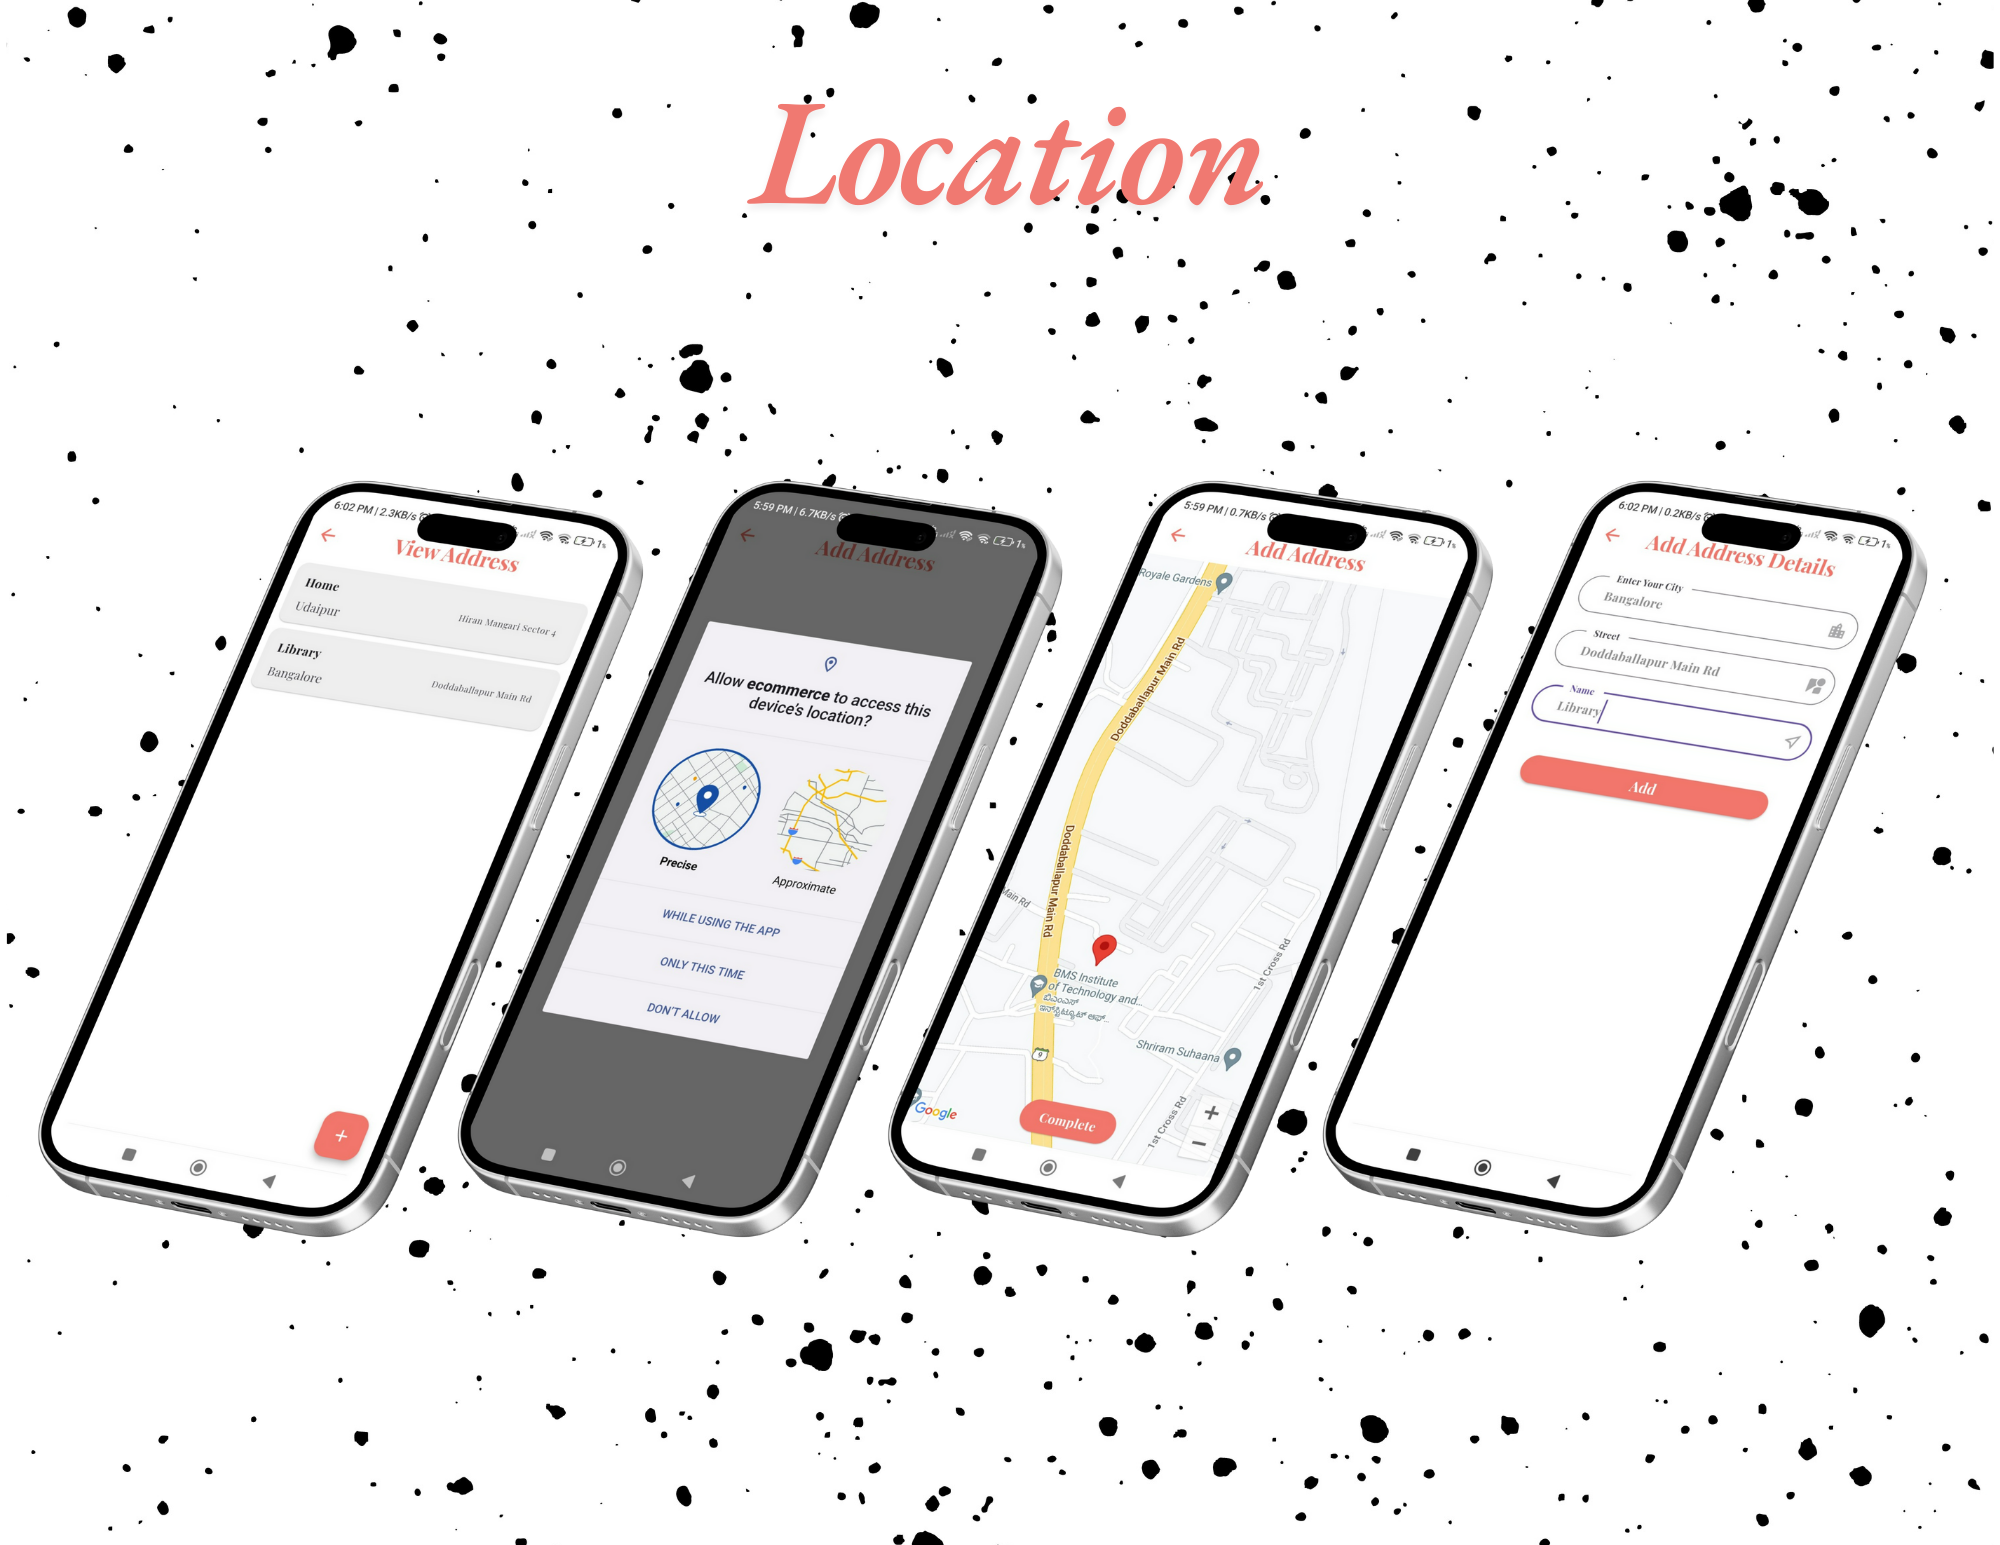 Location
6:02 PM | 2.3KB/s
View Address
Home
Udaipur
Hiran Mangari Sector 4
Library
Bangalore
Doddaballapur Main Rd
+
5:59 PM | 6.7KB/s
Add Address
Allow ecommerce to access this
device's location?
Precise
Approximate
WHILE USING THE APP
ONLY THIS TIME
DON'T ALLOW
5:59 PM | 0.7KB/s
Add Address
Royale Gardens
Doddaballapur Main Rd
Doddaballapur Main Rd
Main Rd
BMS Institute
of Technology and...
ಬಿಎಂಎಸ್
ಇನ್ಸ್ಟಿಟ್ಯೂಟ್ ಆಫ್...
1st Cross Rd
9
Shriram Suhaana
1st Cross Rd
Google
Complete
+
−
6:02 PM | 0.2KB/s
Add Address Details
Enter Your City
Bangalore
Street
Doddaballapur Main Rd
Name
Library
Add